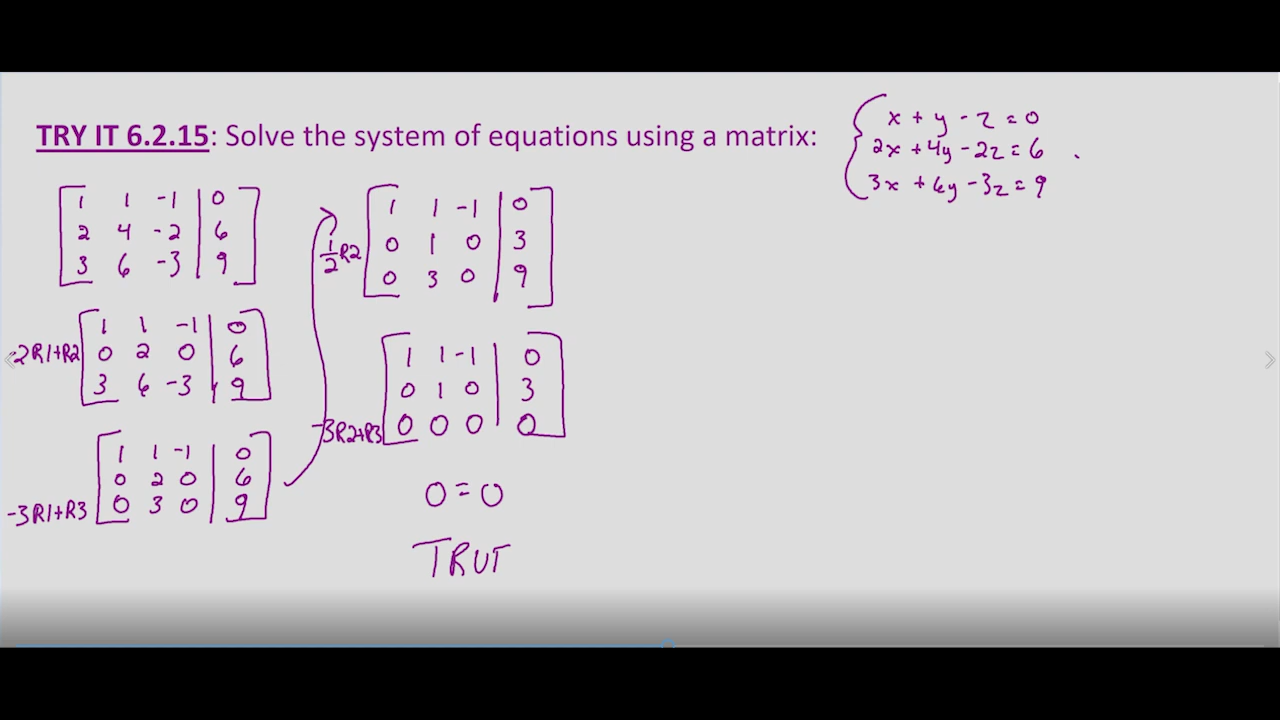 TRY IT 6.2.15: Solve the system of equations using a matrix:
x + y - z = 0
2x + 4y - 2z = 6
3x + 6y - 3z = 9
1 1 -1 | 0
2 4 -2 | 6
3 6 -3 | 9
1 1 -1 | 0
-2R1+R2 0 2 0 | 6
3 6 -3 | 9
1 1 -1 | 0
0 2 0 | 6
-3R1+R3 0 3 0 | 9
1 1 -1 | 0
1/2 R2 0 1 0 | 3
0 3 0 | 9
1 1 -1 | 0
0 1 0 | 3
-3R2+R3 0 0 0 | 0
0 = 0
TRUE